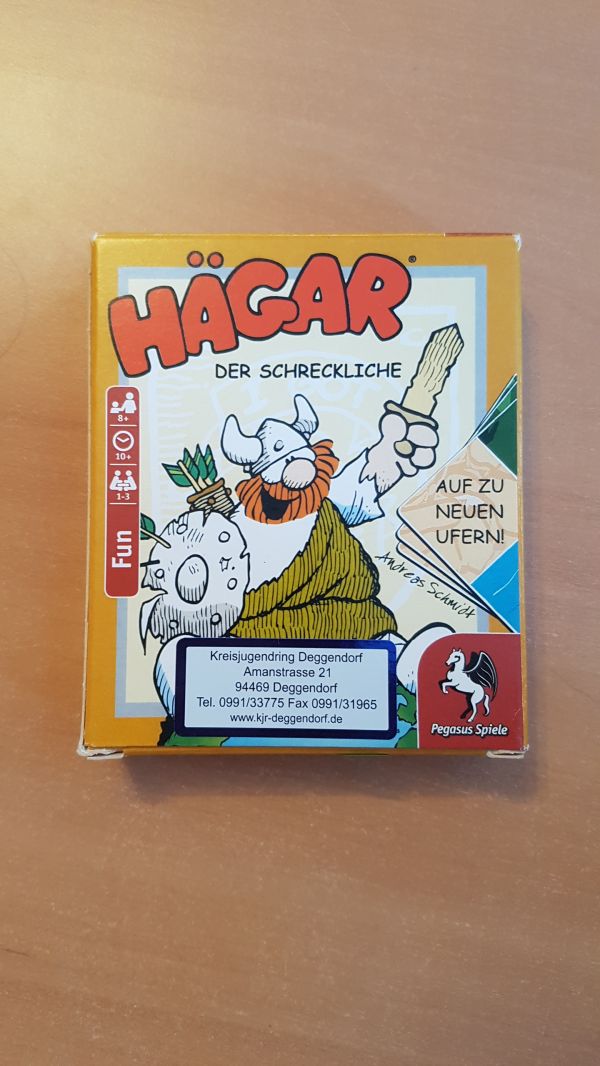 HÄGAR®
DER SCHRECKLICHE
8+
10+
1-3
Fun
AUF ZU
NEUEN
UFERN!
Andreas Schmidt
Kreisjugendring Deggendorf
Amanstrasse 21
94469 Deggendorf
Tel. 0991/33775 Fax 0991/31965
www.kjr-deggendorf.de
Pegasus Spiele